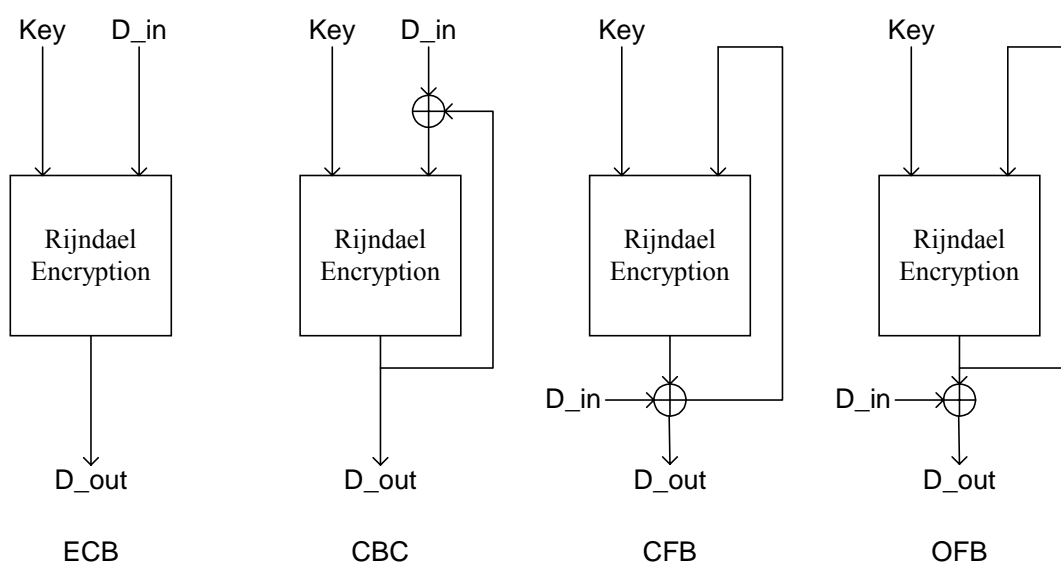 Key D_in
Key D_in
Key
Key
Rijndael
Encryption
Rijndael
Encryption
Rijndael
Encryption
Rijndael
Encryption
D_in
D_in
D_out
D_out
D_out
D_out
ECB
CBC
CFB
OFB